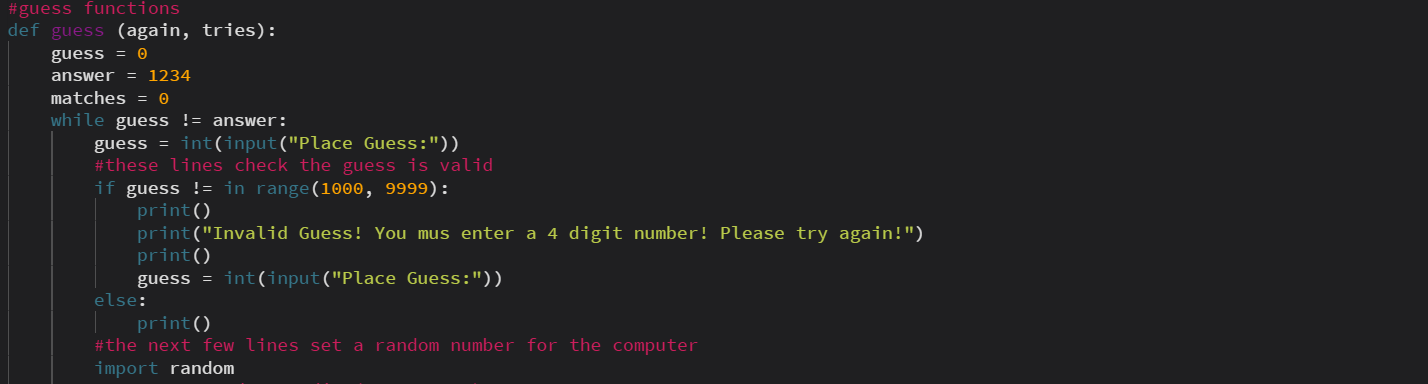 #guess functions
def guess (again, tries):
    guess = 0
    answer = 1234
    matches = 0
    while guess != answer:
        guess = int(input("Place Guess:"))
        #these lines check the guess is valid
        if guess != in range(1000, 9999):
            print()
            print("Invalid Guess! You mus enter a 4 digit number! Please try again!")
            print()
            guess = int(input("Place Guess:"))
        else:
            print()
        #the next few lines set a random number for the computer
        import random